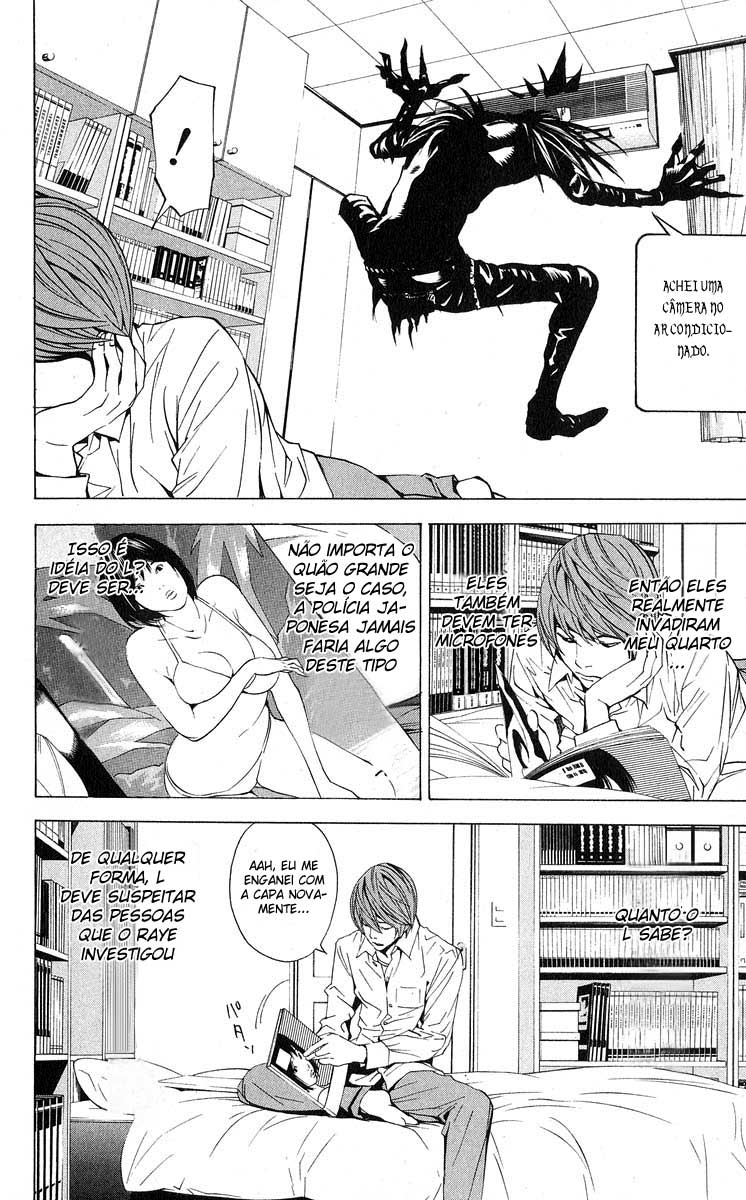 !
ACHEI UMA
CÂMERA NO
AR CONDICIO-
NADO.
ENTÃO ELES
REALMENTE
INVADIRAM
MEU QUARTO
...
ELES
TAMBÉM
DEVEM TER
MICROFONES
NÃO IMPORTA O
QUÃO GRANDE
SEJA O CASO,
A POLÍCIA JA-
PONESA JAMAIS
FARIA ALGO
DESTE TIPO
ISSO É
IDÉIA DO L?
DEVE SER...
QUANTO O
L SABE?
AAH, EU ME
ENGANEI COM
A CAPA NOVA-
MENTE...
パタッ
DE QUALQUER
FORMA, L
DEVE SUSPEITAR
DAS PESSOAS
QUE O RAYE
INVESTIGOU